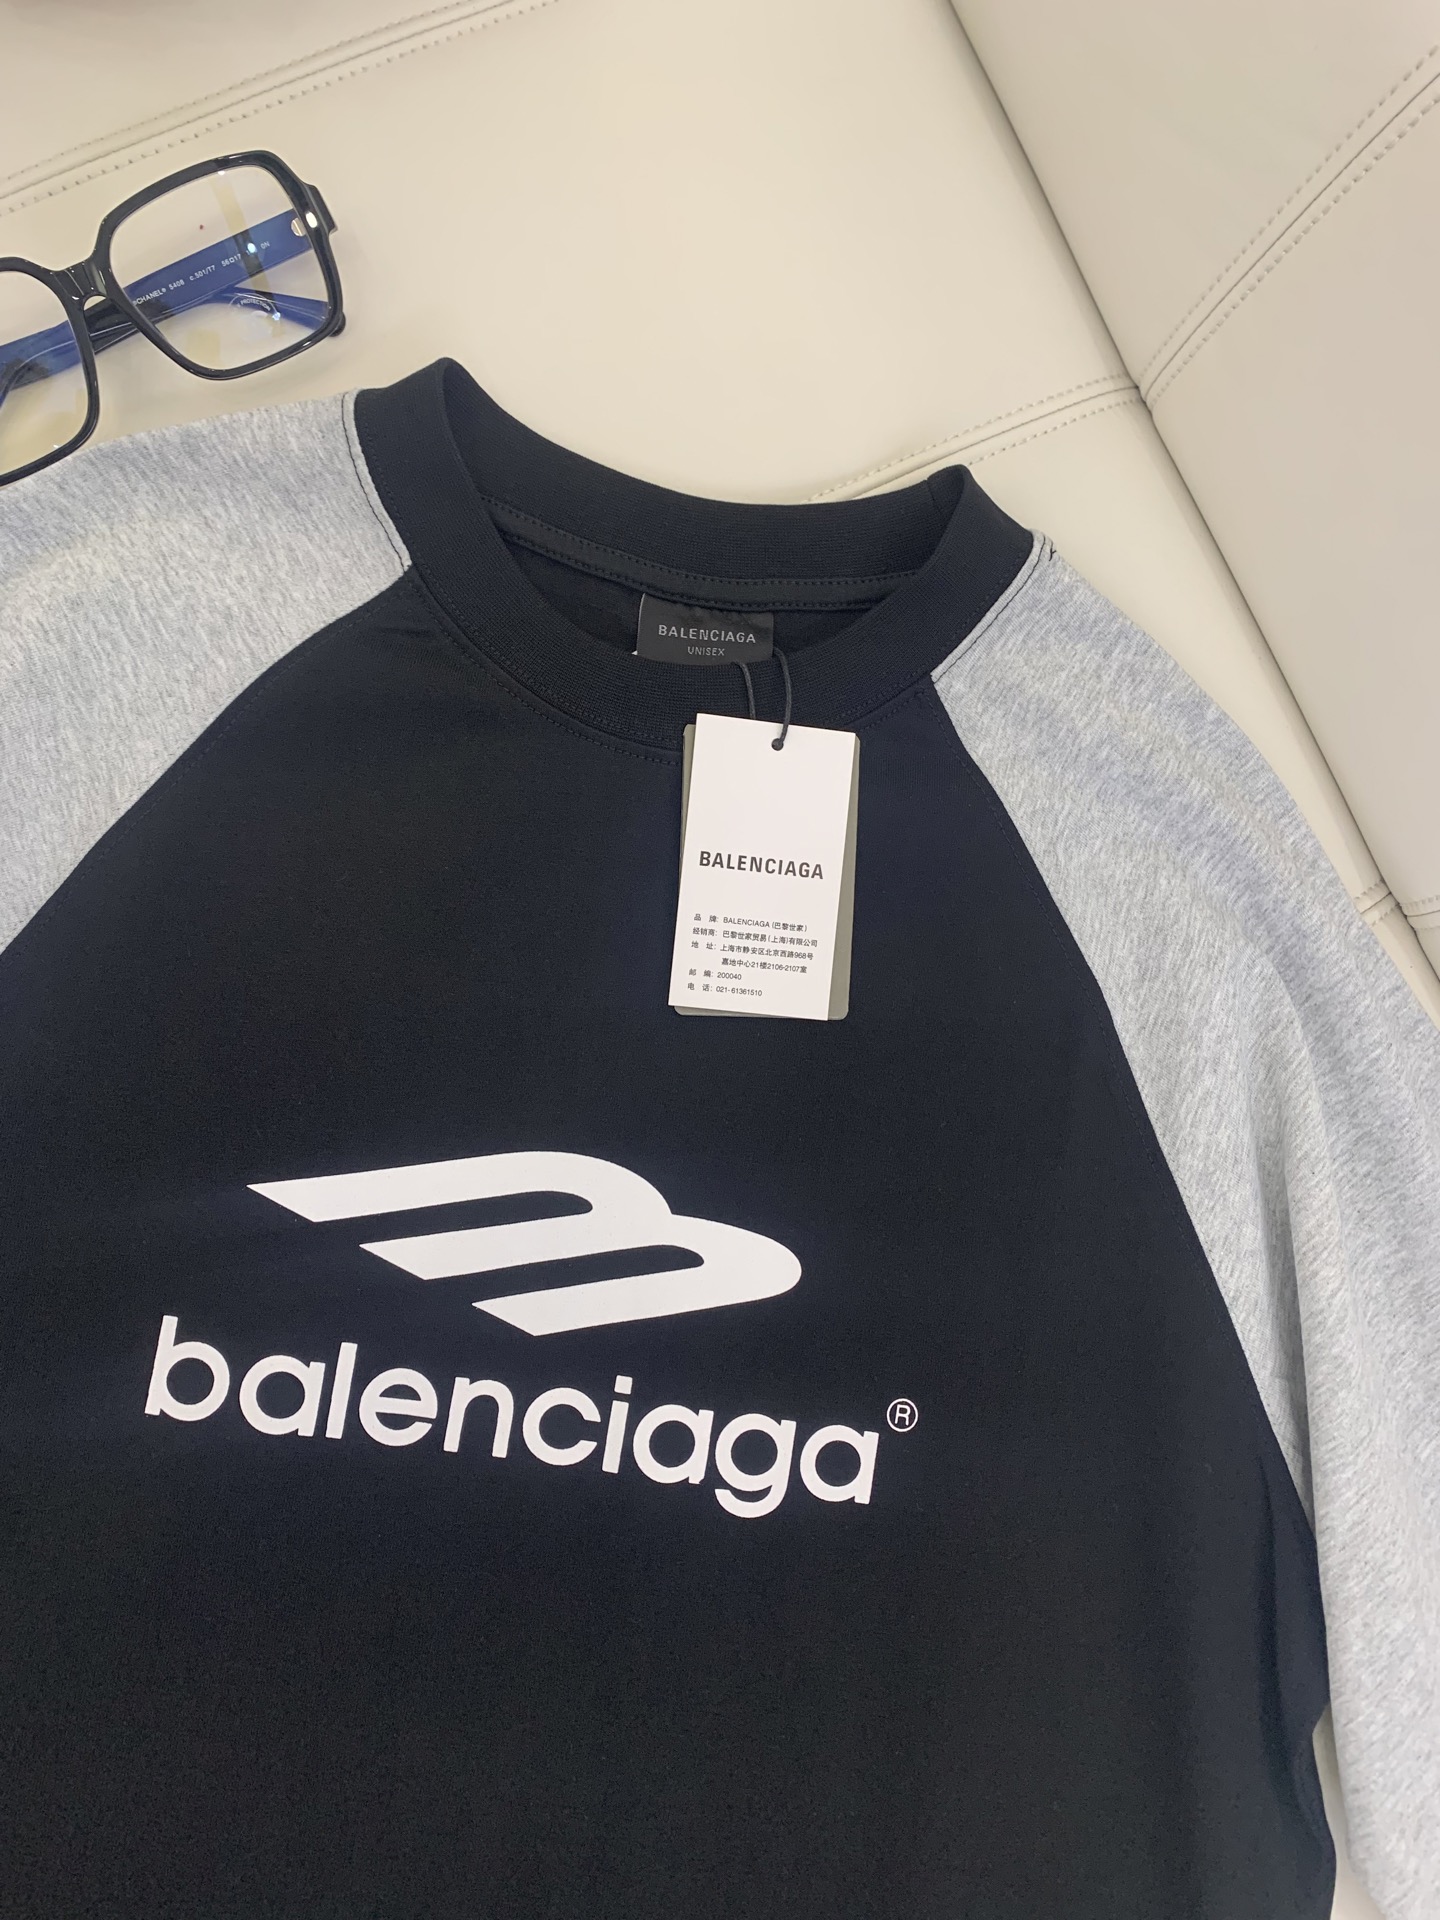 ©CHANEL® 5408 c.501/T7 56□17 ON
PROTECTION
BALENCIAGA
UNISEX
BALENCIAGA
品 牌: BALENCIAGA (巴黎世家)
经销商: 巴黎世家贸易(上海)有限公司
地 址: 上海市静安区北京西路968号
嘉地中心21楼2106-2107室
邮 编: 200040
电 话: 021-61361510
balenciaga®